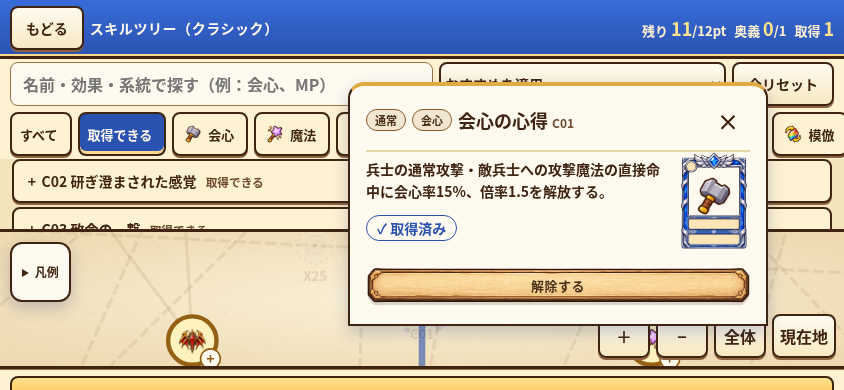 もどる
スキルツリー（クラシック）
残り 11/12pt 奥義 0/1 取得 1
名前・効果・系統で探す（例：会心、MP）
すべて
取得できる
会心
魔法
模倣
+ C02 研ぎ澄まされた感覚 取得できる
通常
会心
会心の心得 C01
×
兵士の通常攻撃・敵兵士への攻撃魔法の直接命
中に会心率15%、倍率1.5を解放する。
✓取得済み
解除する
▶ 凡例
X25
C01
+
+
−
全体
現在地